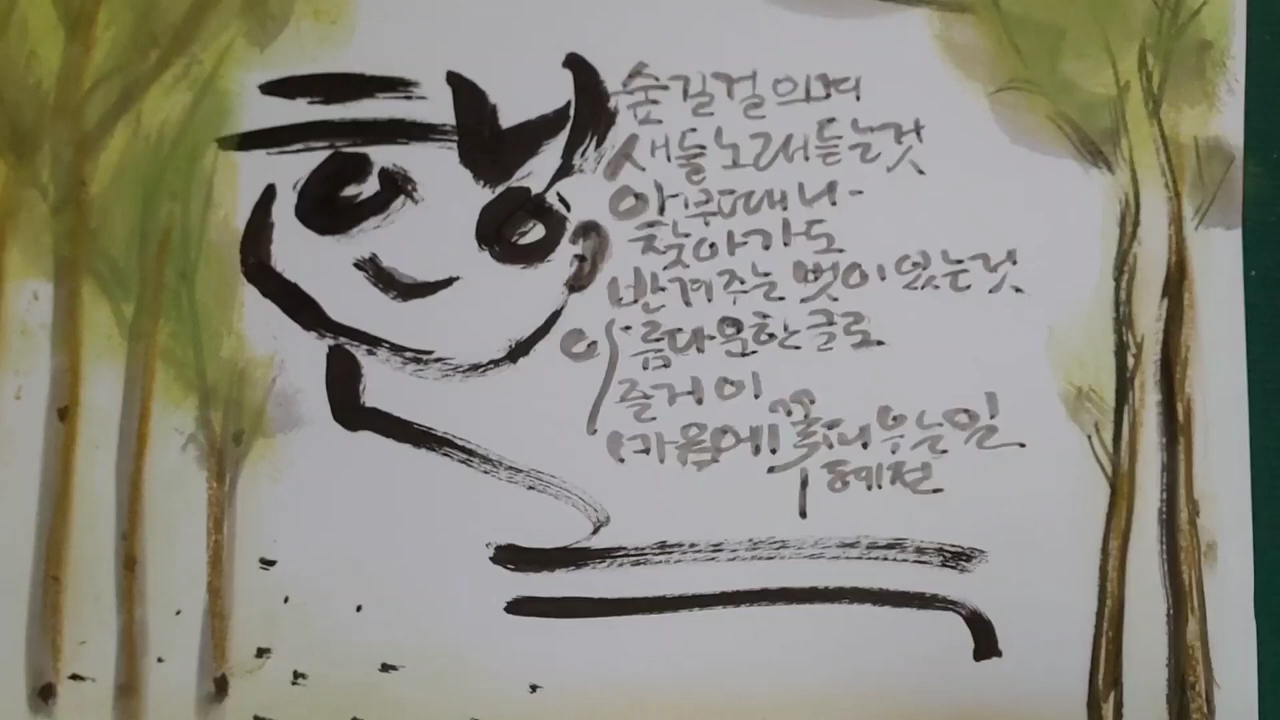 숲길 걸으며
새들 노래 듣는 것
아무때나
찾아가도
반겨주는 벗이 있는 것
아름다운 한글로
즐거이
마음에 꽃 피우는 일
혜전